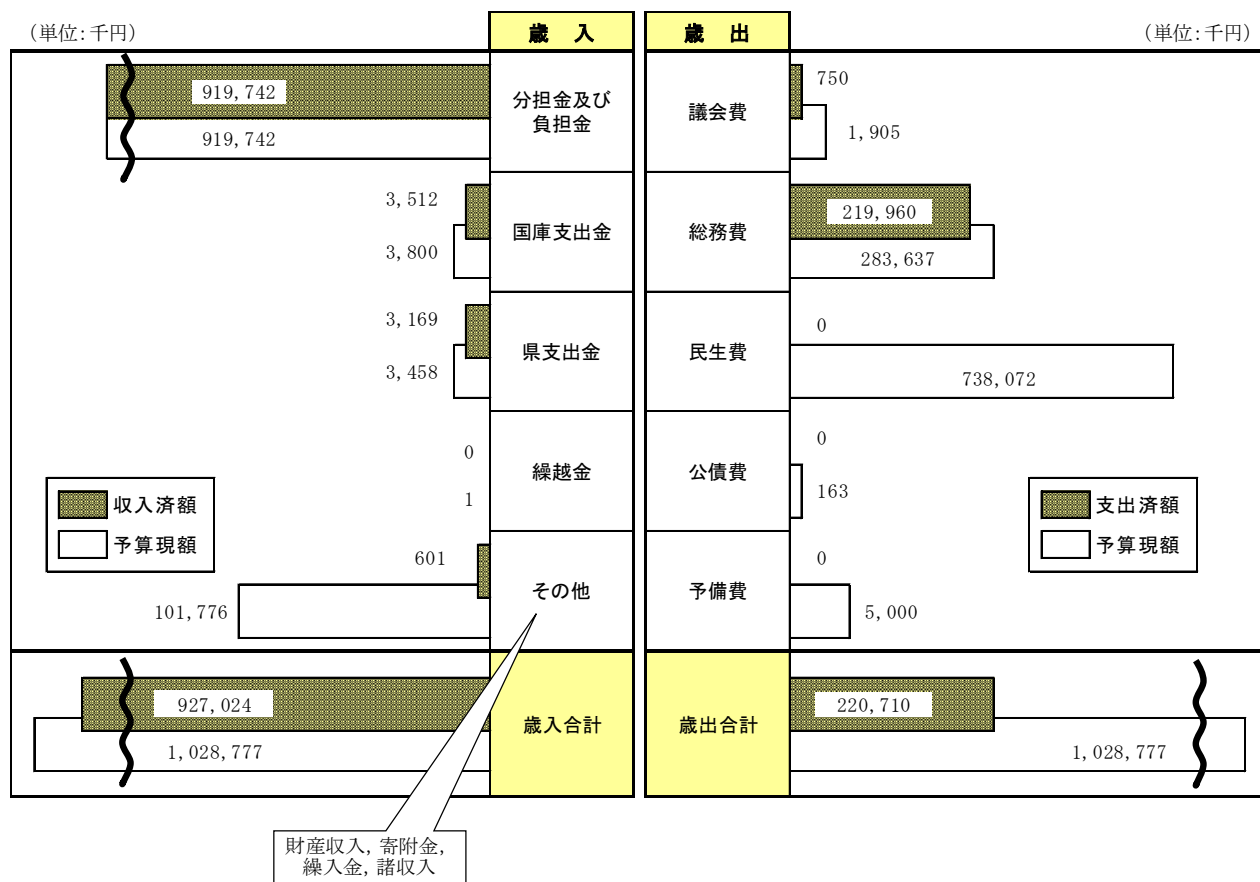 (単位:千円)
歳 入
歳 出
(単位:千円)
919,742
919,742
分担金及び
負担金
議会費
750
1,905
3,512
3,800
国庫支出金
総務費
219,960
283,637
3,169
3,458
県支出金
民生費
0
738,072
0
1
繰越金
公債費
0
163
収入済額
予算現額
支出済額
予算現額
601
101,776
その他
予備費
0
5,000
927,024
1,028,777
歳入合計
歳出合計
220,710
1,028,777
財産収入, 寄附金,
繰入金, 諸収入